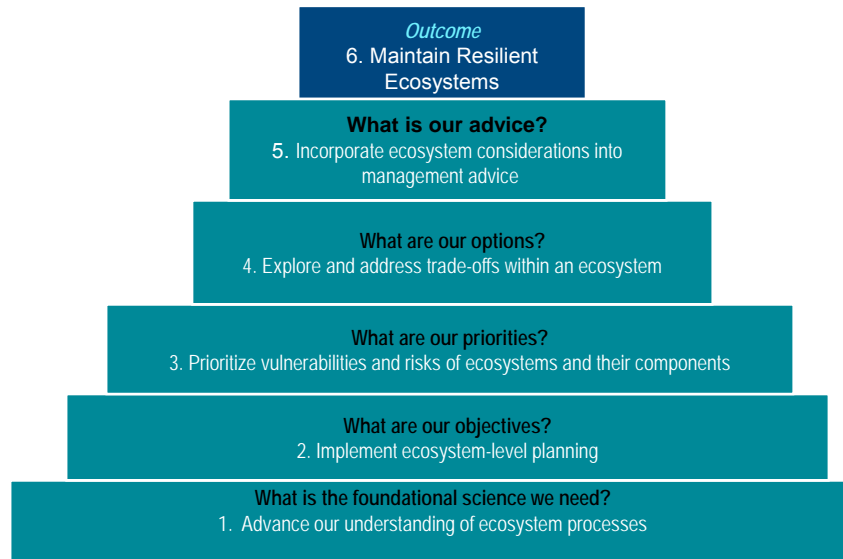 Outcome
6. Maintain Resilient
Ecosystems
What is our advice?
5. Incorporate ecosystem considerations into
management advice
What are our options?
4. Explore and address trade-offs within an ecosystem
What are our priorities?
3. Prioritize vulnerabilities and risks of ecosystems and their components
What are our objectives?
2. Implement ecosystem-level planning
What is the foundational science we need?
1. Advance our understanding of ecosystem processes